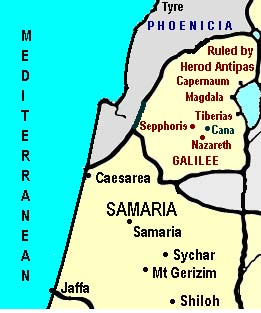 MEDITERRANEAN
Tyre
PHOENICIA
Ruled by
Herod Antipas
Capernaum
Magdala
Tiberias
Sepphoris
Cana
Nazareth
GALILEE
Caesarea
SAMARIA
Samaria
Sychar
Mt Gerizim
Jaffa
Shiloh